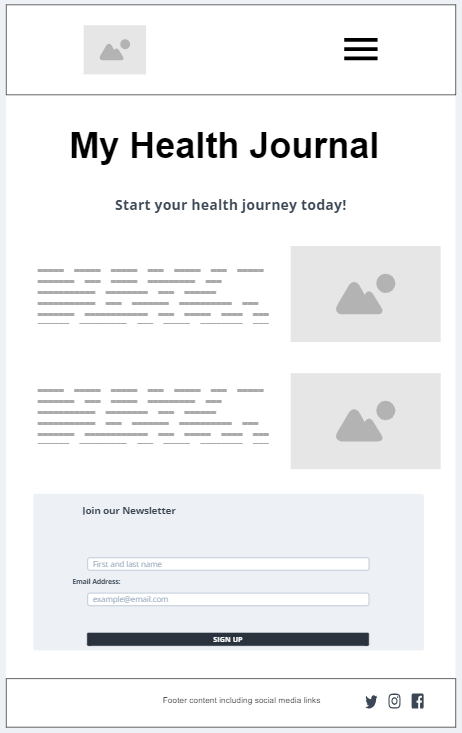 My Health Journal
Start your health journey today!
Join our Newsletter
First and last name
Email Address:
example@email.com
SIGN UP
Footer content including social media links